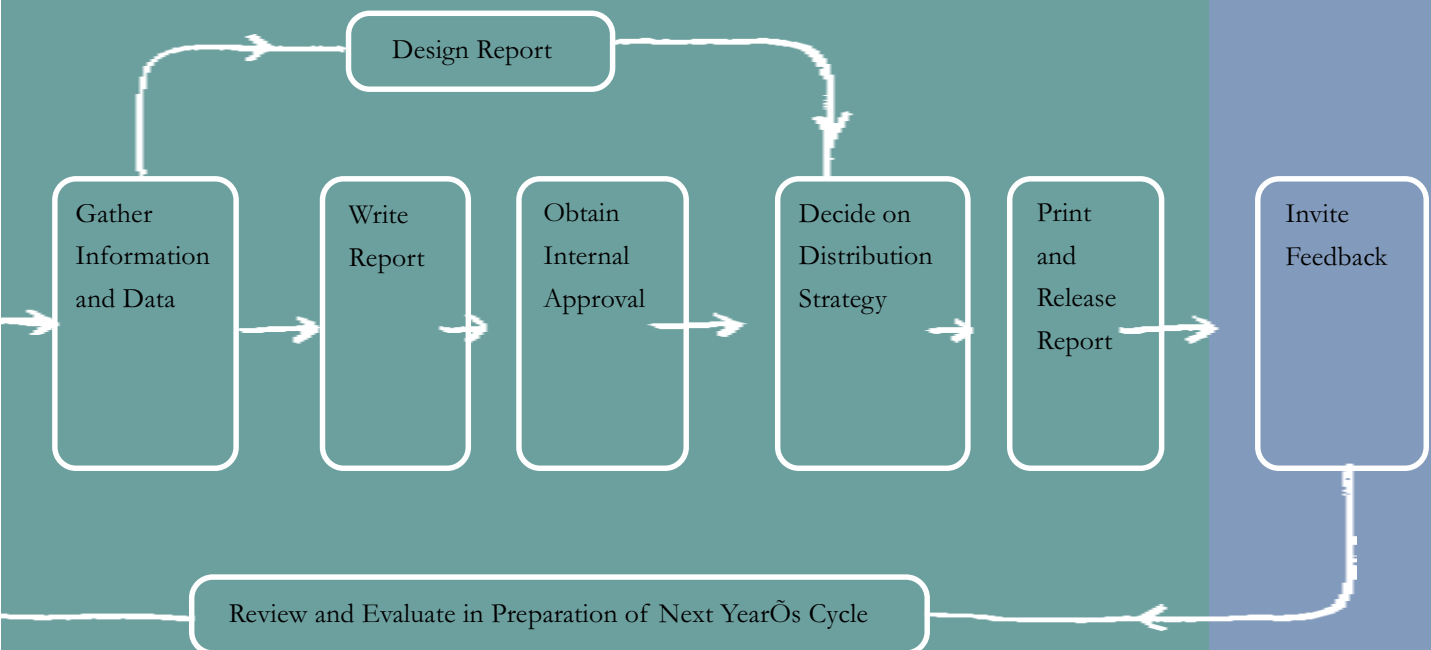 Design Report
Gather
Information
and Data
Write
Report
Obtain
Internal
Approval
Decide on
Distribution
Strategy
Print
and
Release
Report
Invite
Feedback
Review and Evaluate in Preparation of Next YearÕs Cycle